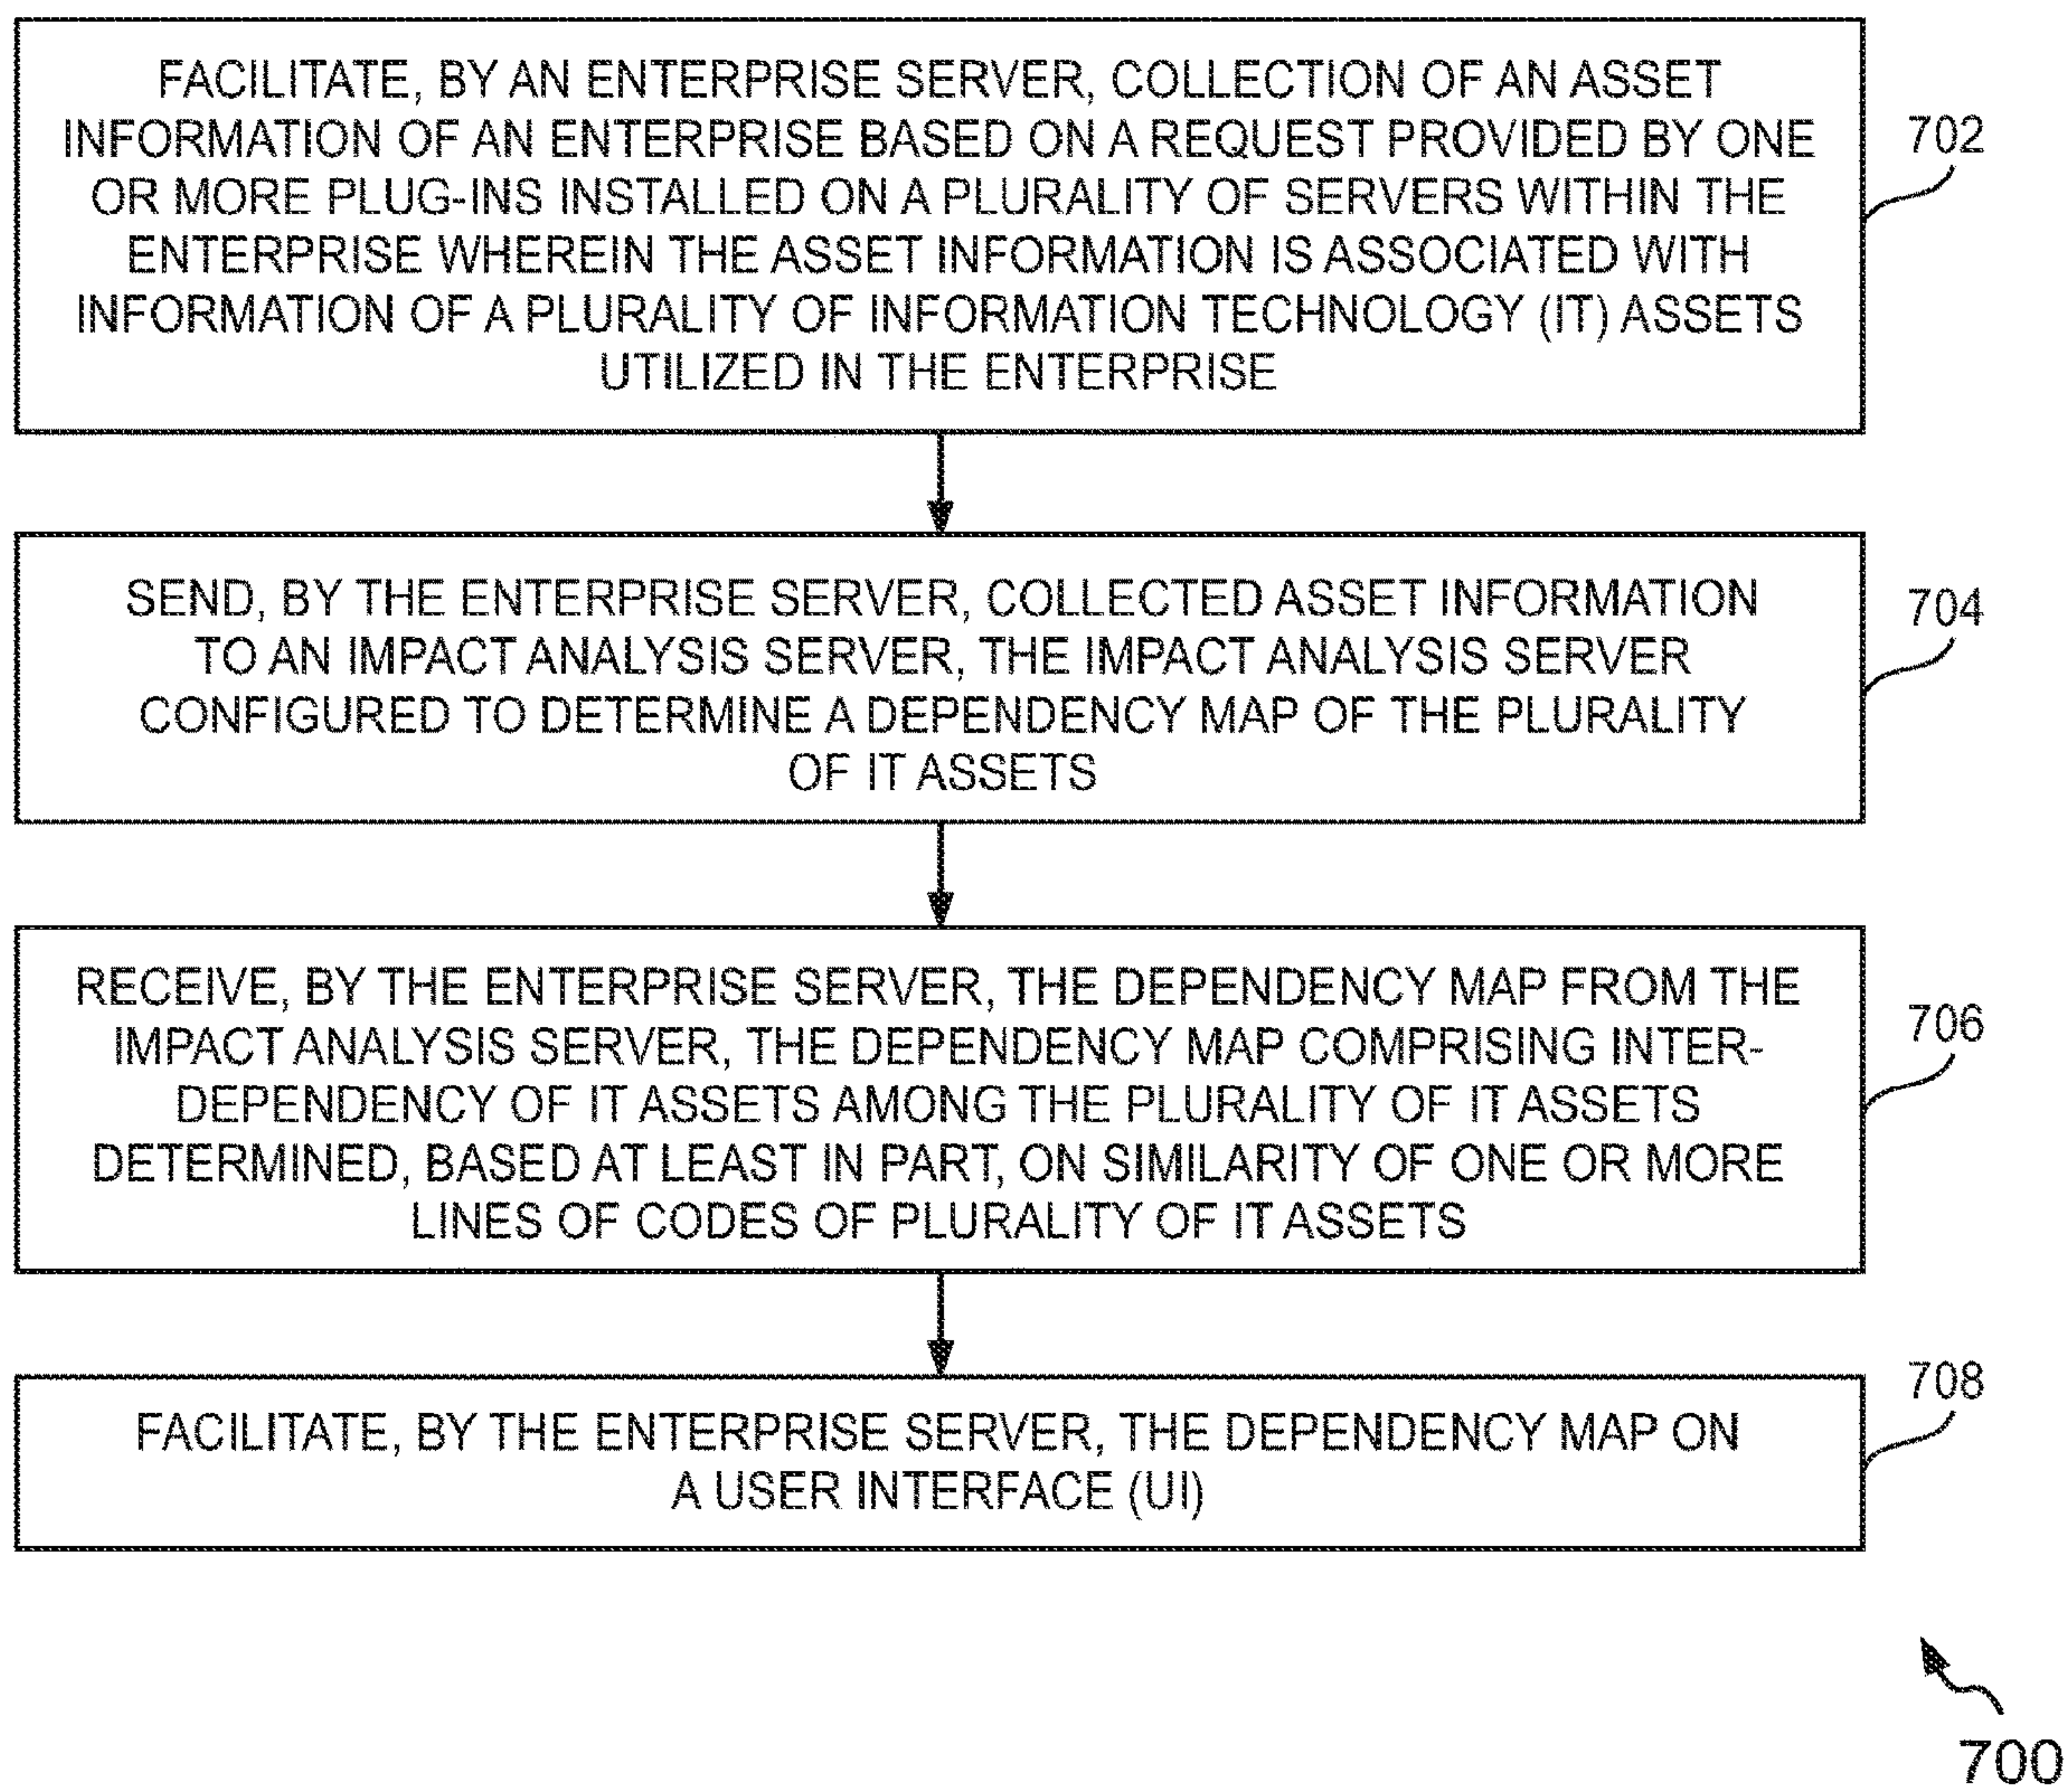 FACILITATE, BY AN ENTERPRISE SERVER, COLLECTION OF AN ASSET
INFORMATION OF AN ENTERPRISE BASED ON A REQUEST PROVIDED BY ONE
OR MORE PLUG-INS INSTALLED ON A PLURALITY OF SERVERS WITHIN THE
ENTERPRISE WHEREIN THE ASSET INFORMATION IS ASSOCIATED WITH
INFORMATION OF A PLURALITY OF INFORMATION TECHNOLOGY (IT) ASSETS
UTILIZED IN THE ENTERPRISE
702
SEND, BY THE ENTERPRISE SERVER, COLLECTED ASSET INFORMATION
TO AN IMPACT ANALYSIS SERVER, THE IMPACT ANALYSIS SERVER
CONFIGURED TO DETERMINE A DEPENDENCY MAP OF THE PLURALITY
OF IT ASSETS
704
RECEIVE, BY THE ENTERPRISE SERVER, THE DEPENDENCY MAP FROM THE
IMPACT ANALYSIS SERVER, THE DEPENDENCY MAP COMPRISING INTER-
DEPENDENCY OF IT ASSETS AMONG THE PLURALITY OF IT ASSETS
DETERMINED, BASED AT LEAST IN PART, ON SIMILARITY OF ONE OR MORE
LINES OF CODES OF PLURALITY OF IT ASSETS
706
FACILITATE, BY THE ENTERPRISE SERVER, THE DEPENDENCY MAP ON
A USER INTERFACE (UI)
708
700